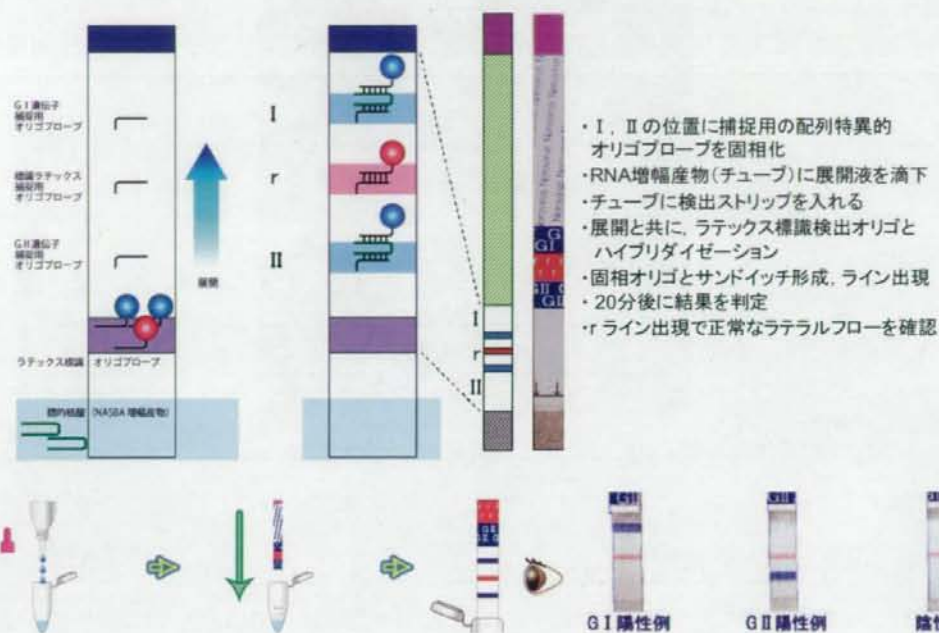 GⅠ遺伝子
捕捉用
オリゴプローブ
標識ラテックス
捕捉用
オリゴプローブ
GⅡ遺伝子
捕捉用
オリゴプローブ
展開
ラテックス標識 オリゴプローブ
標的核酸 (NASBA 増幅産物)
Ⅰ
r
Ⅱ
Ⅰ
r
Ⅱ
GⅠ
GⅡ
・Ⅰ，Ⅱの位置に捕捉用の配列特異的
オリゴプローブを固相化
・RNA増幅産物(チューブ)に展開液を滴下
・チューブに検出ストリップを入れる
・展開と共に，ラテックス標識検出オリゴと
ハイブリダイゼーション
・固相オリゴとサンドイッチ形成，ライン出現
・20分後に結果を判定
・rライン出現で正常なラテラルフローを確認
GⅠ陽性例
GⅡ陽性例